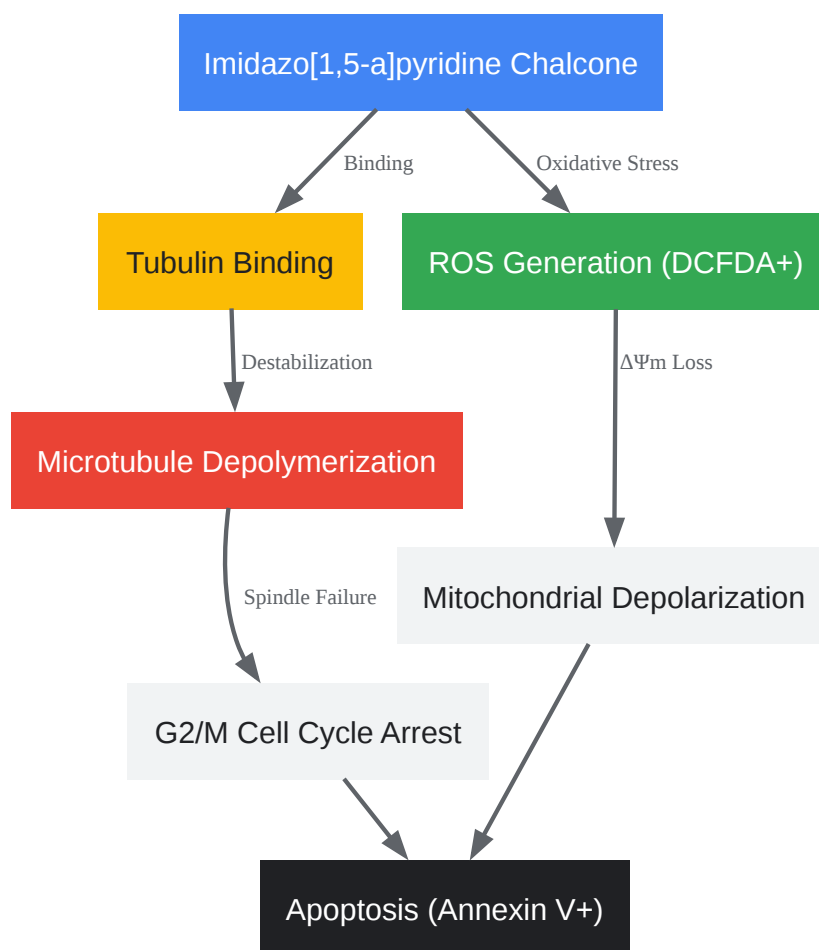 Imidazo[1,5-a]pyridine Chalcone
Binding
Oxidative Stress
Tubulin Binding
ROS Generation (DCFDA+)
Destabilization
ΔΨm Loss
Microtubule Depolymerization
Spindle Failure
Mitochondrial Depolarization
G2/M Cell Cycle Arrest
Apoptosis (Annexin V+)